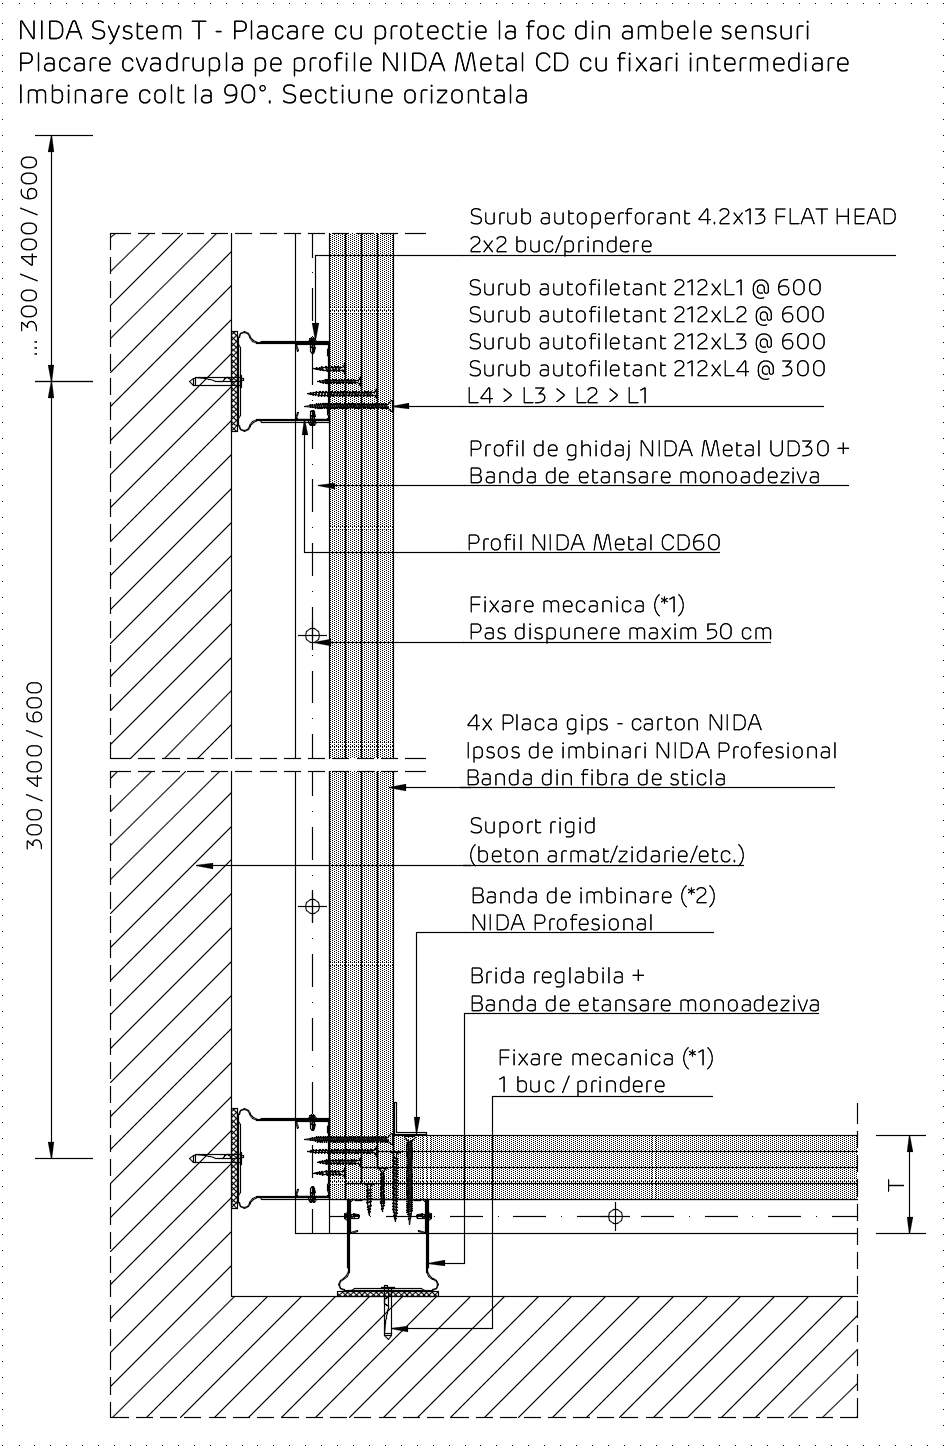 NIDA System T - Placare cu protectie la foc din ambele sensuri
Placare cvadrupla pe profile NIDA Metal CD cu fixari intermediare
Imbinare colt la 90°. Sectiune orizontala
... 300 / 400 / 600
Surub autoperforant 4.2x13 FLAT HEAD
2x2 buc/prindere
Surub autofiletant 212xL1 @ 600
Surub autofiletant 212xL2 @ 600
Surub autofiletant 212xL3 @ 600
Surub autofiletant 212xL4 @ 300
L4 > L3 > L2 > L1
Profil de ghidaj NIDA Metal UD30 +
Banda de etansare monoadeziva
Profil NIDA Metal CD60
Fixare mecanica (*1)
Pas dispunere maxim 50 cm
300 / 400 / 600
4x Placa gips - carton NIDA
Ipsos de imbinari NIDA Profesional
Banda din fibra de sticla
Suport rigid
(beton armat/zidarie/etc.)
Banda de imbinare (*2)
NIDA Profesional
Brida reglabila +
Banda de etansare monoadeziva
Fixare mecanica (*1)
1 buc / prindere
T